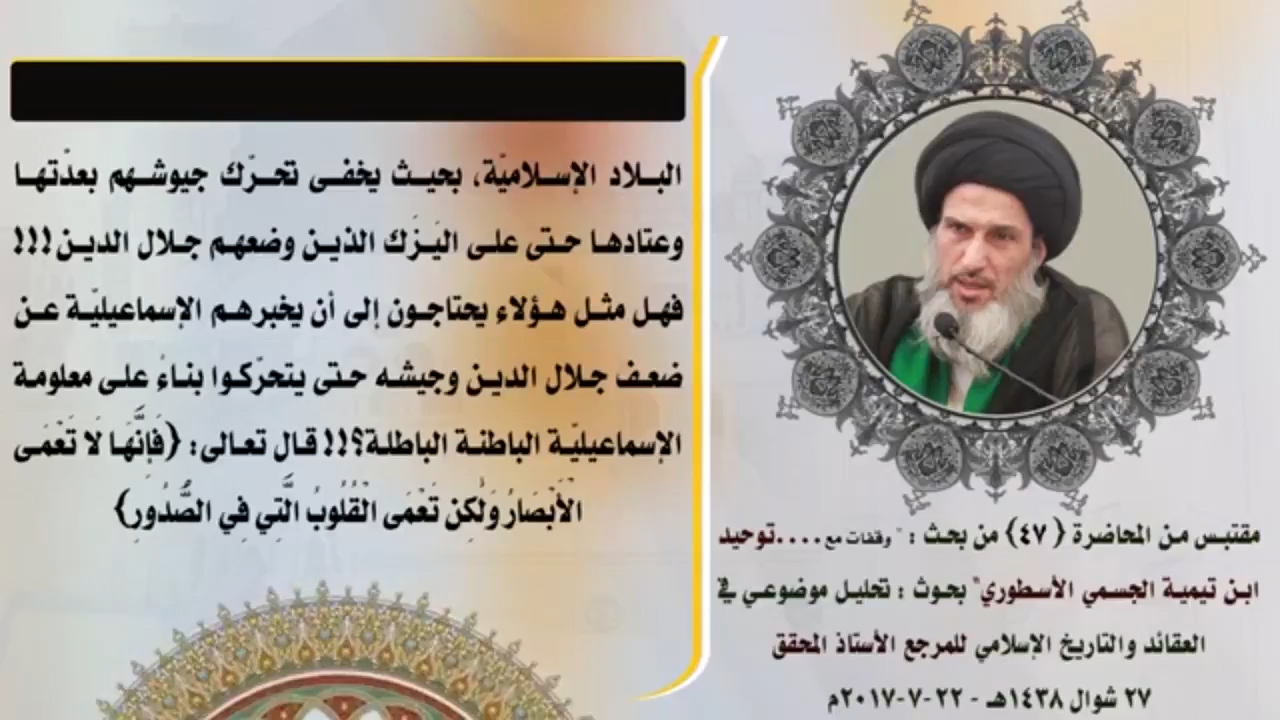 البلاد الإسلاميّة، بحيث يخفى تحرّك جيوشهم بعدّتها
وعتادها حتى على اليَزَك الذين وضعهم جلال الدين!!!
فهل مثل هؤلاء يحتاجون إلى أن يخبرهم الإسماعيليّة عن
ضعف جلال الدين وجيشه حتى يتحرّكوا بناءً على معلومة
الإسماعيليّة الباطنة الباطلة؟!! قال تعالى: {فَإِنَّهَا لَا تَعْمَى
الْأَبْصَارُ وَلَٰكِن تَعْمَى الْقُلُوبُ الَّتِي فِي الصُّدُورِ}
مقتبس من المحاضرة {٤٧} من بحث : " وقفات مع....توحيد
ابن تيمية الجسمي الأسطوري" بحوث : تحليل موضوعي في
العقائد والتاريخ الإسلامي للمرجع الأستاذ المحقق
٢٧ شوال ١٤٣٨هـ - ٢٢-٧-٢٠١٧م